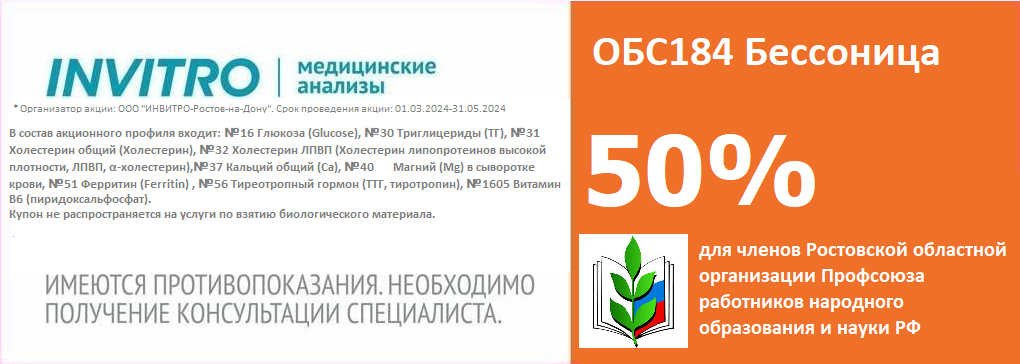 INVITRO
медицинские
анализы
* Организатор акции: ООО "ИНВИТРО-Ростов-на-Дону". Срок проведения акции: 01.03.2024-31.05.2024
В состав акционного профиля входит: №16 Глюкоза (Glucose), №30 Триглицериды (ТГ), №31
Холестерин общий (Холестерин), №32 Холестерин ЛПВП (Холестерин липопротеинов высокой
плотности, ЛПВП, α-холестерин),№37 Кальций общий (Ca), №40 Магний (Mg) в сыворотке
крови, №51 Ферритин (Ferritin) , №56 Тиреотропный гормон (ТТГ, тиротропин), №1605 Витамин
B6 (пиридоксальфосфат).
Купон не распространяется на услуги по взятию биологического материала.
ИМЕЮТСЯ ПРОТИВОПОКАЗАНИЯ. НЕОБХОДИМО
ПОЛУЧЕНИЕ КОНСУЛЬТАЦИИ СПЕЦИАЛИСТА.
ОБС184 Бессоница
50%
для членов Ростовской областной
организации Профсоюза
работников народного
образования и науки РФ